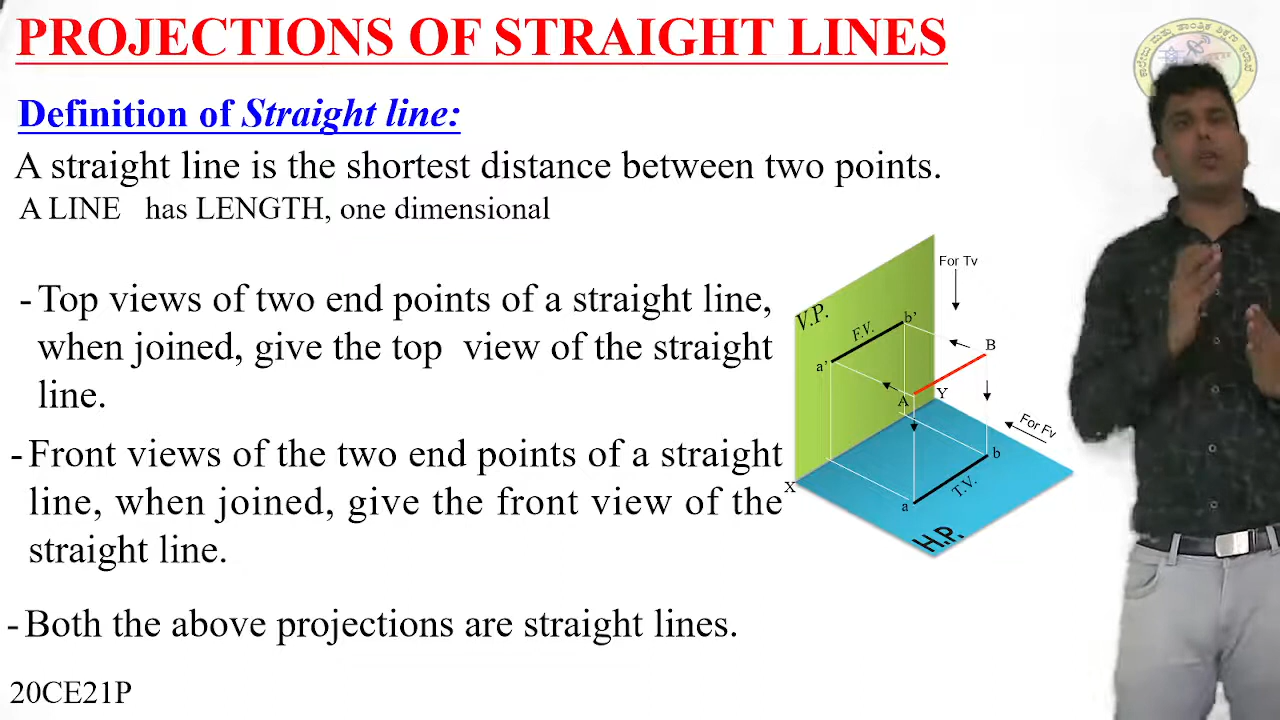 PROJECTIONS OF STRAIGHT LINES
Definition of Straight line:
A straight line is the shortest distance between two points.
A LINE has LENGTH, one dimensional
- Top views of two end points of a straight line,
when joined, give the top view of the straight
line.
- Front views of the two end points of a straight
line, when joined, give the front view of the
straight line.
- Both the above projections are straight lines.
20CE21P
For Tv
V.P.
F.V.
b'
a'
B
A
Y
For Fv
b
X
T.V.
a
H.P.